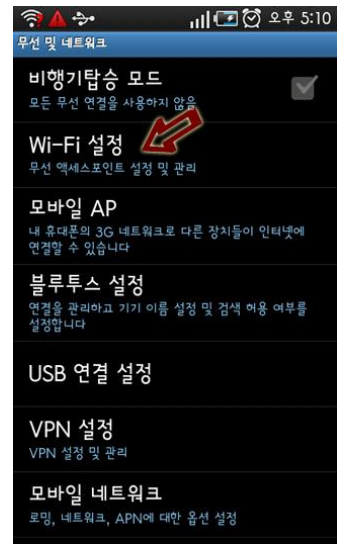 오후 5:10
무선 및 네트워크
비행기탑승 모드
모든 무선 연결을 사용하지 않음
Wi-Fi 설정
무선 액세스포인트 설정 및 관리
모바일 AP
내 휴대폰의 3G 네트워크로 다른 장치들이 인터넷에
연결할 수 있습니다
블루투스 설정
연결을 관리하고 기기 이름 설정 및 검색 허용 여부를
설정합니다
USB 연결 설정
VPN 설정
VPN 설정 및 관리
모바일 네트워크
로밍, 네트워크, APN에 대한 옵션 설정